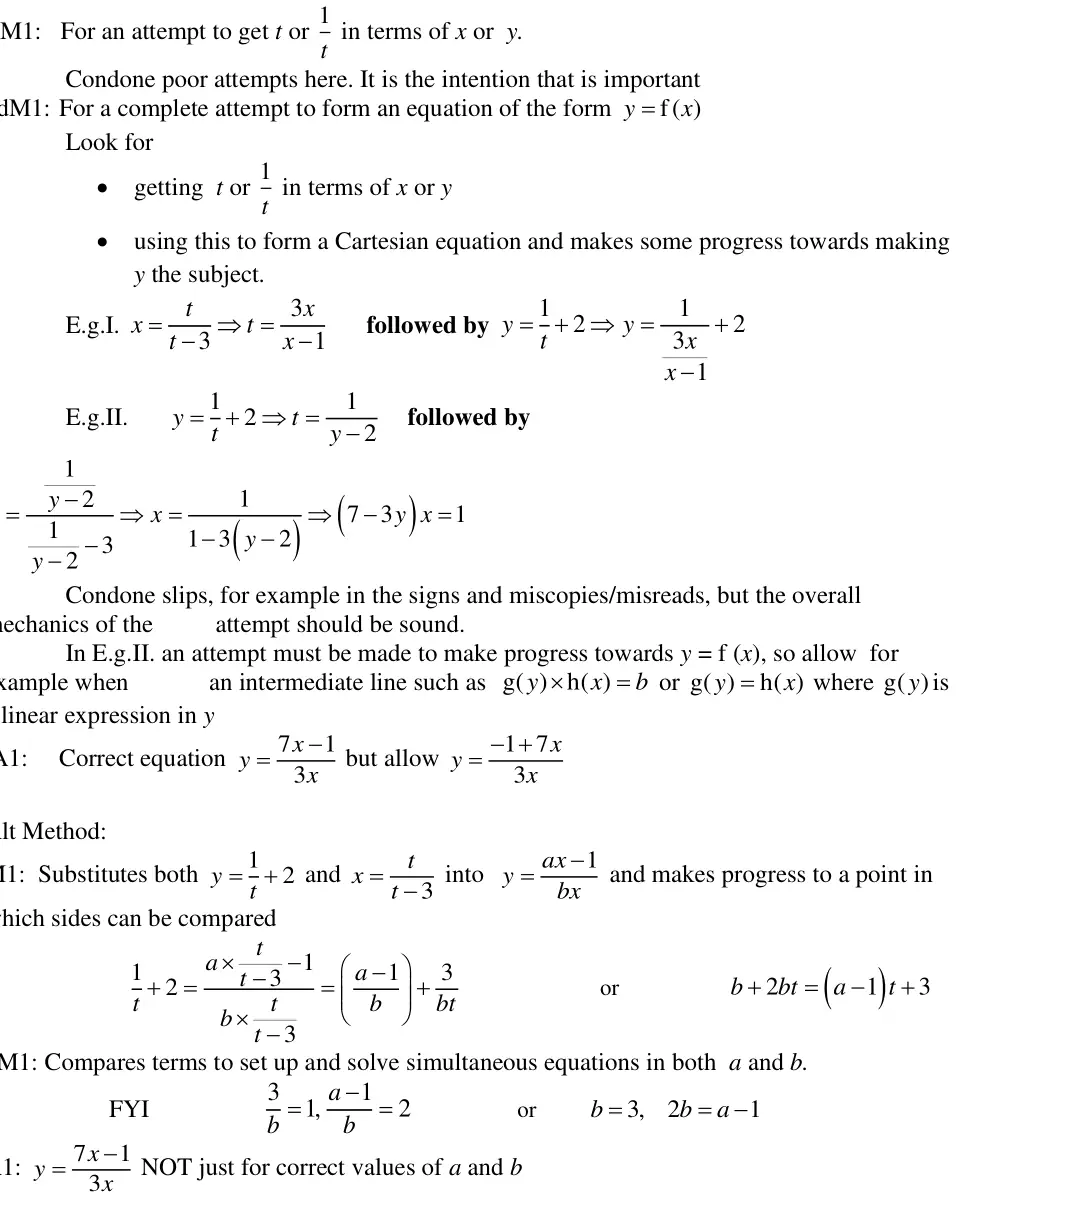 M1: For an attempt to get t or 1/t in terms of x or y.
Condone poor attempts here. It is the intention that is important
dM1: For a complete attempt to form an equation of the form y = f(x)
Look for
• getting t or 1/t in terms of x or y
• using this to form a Cartesian equation and makes some progress towards making
y the subject.
E.g.I. x = t/(t−3) ⇒ t = 3x/(x−1) followed by y = 1/t + 2 ⇒ y = 1/(3x/(x−1)) + 2
E.g.II. y = 1/t + 2 ⇒ t = 1/(y−2) followed by
= (1/(y−2))/(1/(y−2) − 3) ⇒ x = 1/(1−3(y−2)) ⇒ (7−3y)x = 1
Condone slips, for example in the signs and miscopies/misreads, but the overall
mechanics of the attempt should be sound.
In E.g.II. an attempt must be made to make progress towards y = f (x), so allow for
example when an intermediate line such as g(y)×h(x) = b or g(y) = h(x) where g(y) is
linear expression in y
A1: Correct equation y = (7x−1)/3x but allow y = (−1+7x)/3x
lt Method:
M1: Substitutes both y = 1/t + 2 and x = t/(t−3) into y = (ax−1)/bx and makes progress to a point in
which sides can be compared
1/t + 2 = (a× t/(t−3) −1)/(b× t/(t−3)) = ((a−1)/b) + 3/bt or b + 2bt = (a−1)t + 3
M1: Compares terms to set up and solve simultaneous equations in both a and b.
FYI 3/b = 1, (a−1)/b = 2 or b = 3, 2b = a −1
1: y = (7x−1)/3x NOT just for correct values of a and b